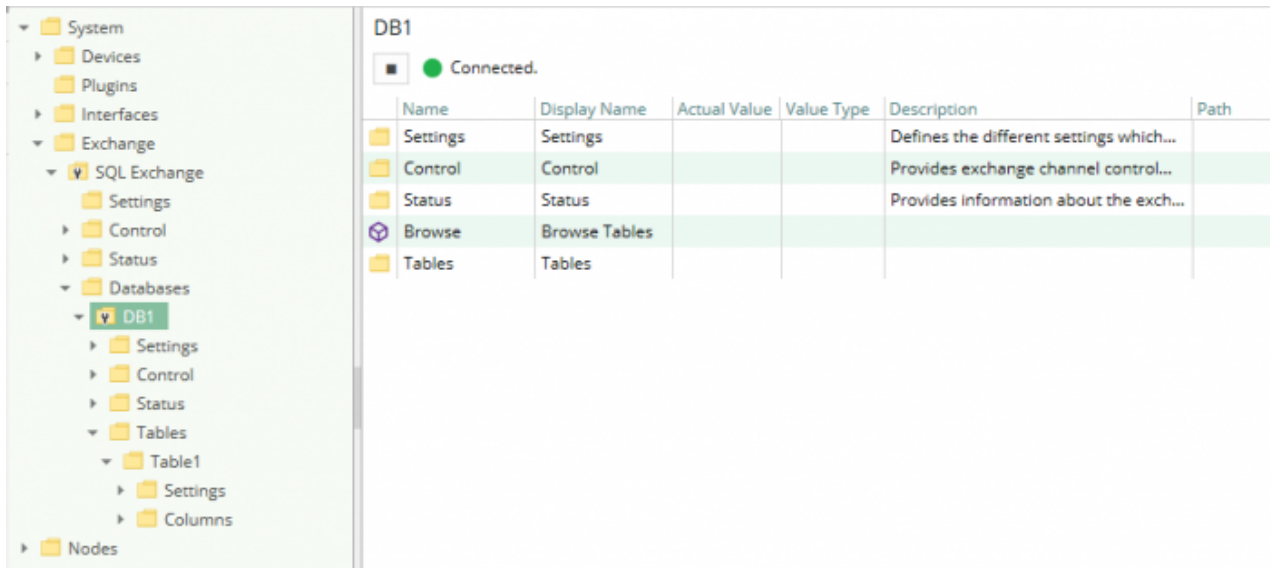 System
Devices
Plugins
Interfaces
Exchange
SQL Exchange
Settings
Control
Status
Databases
DB1
Settings
Control
Status
Tables
Table1
Settings
Columns
Nodes
DB1
Connected.
Name Display Name Actual Value Value Type Description Path
Settings Settings Defines the different settings which...
Control Control Provides exchange channel control...
Status Status Provides information about the exch...
Browse Browse Tables
Tables Tables